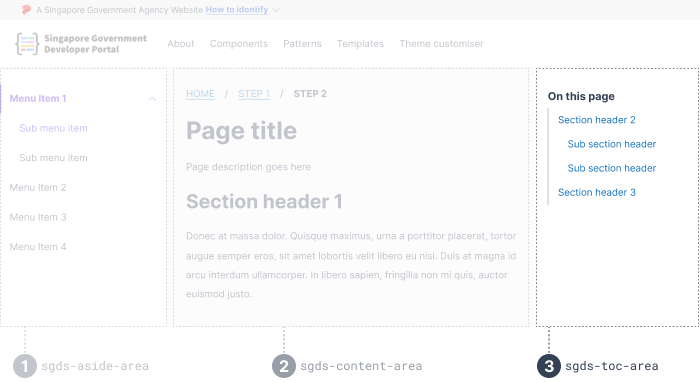 A Singapore Government Agency Website How to identify
Singapore Government
Developer Portal
About Components Patterns Templates Theme customiser
Menu Item 1
Sub menu item
Sub menu item
Menu Item 2
Menu Item 3
Menu Item 4
HOME / STEP 1 / STEP 2
Page title
Page description goes here
Section header 1
Donec at massa dolor. Quisque maximus, urna a porttitor placerat, tortor
augue semper eros, sit amet lobortis velit libero eu nisi. Duis at magna id
arcu interdum ullamcorper. In libero sapien, fringilla non mi quis, auctor
euismod justo.
On this page
Section header 2
Sub section header
Sub section header
Section header 3
1 sgds-aside-area
2 sgds-content-area
3 sgds-toc-area